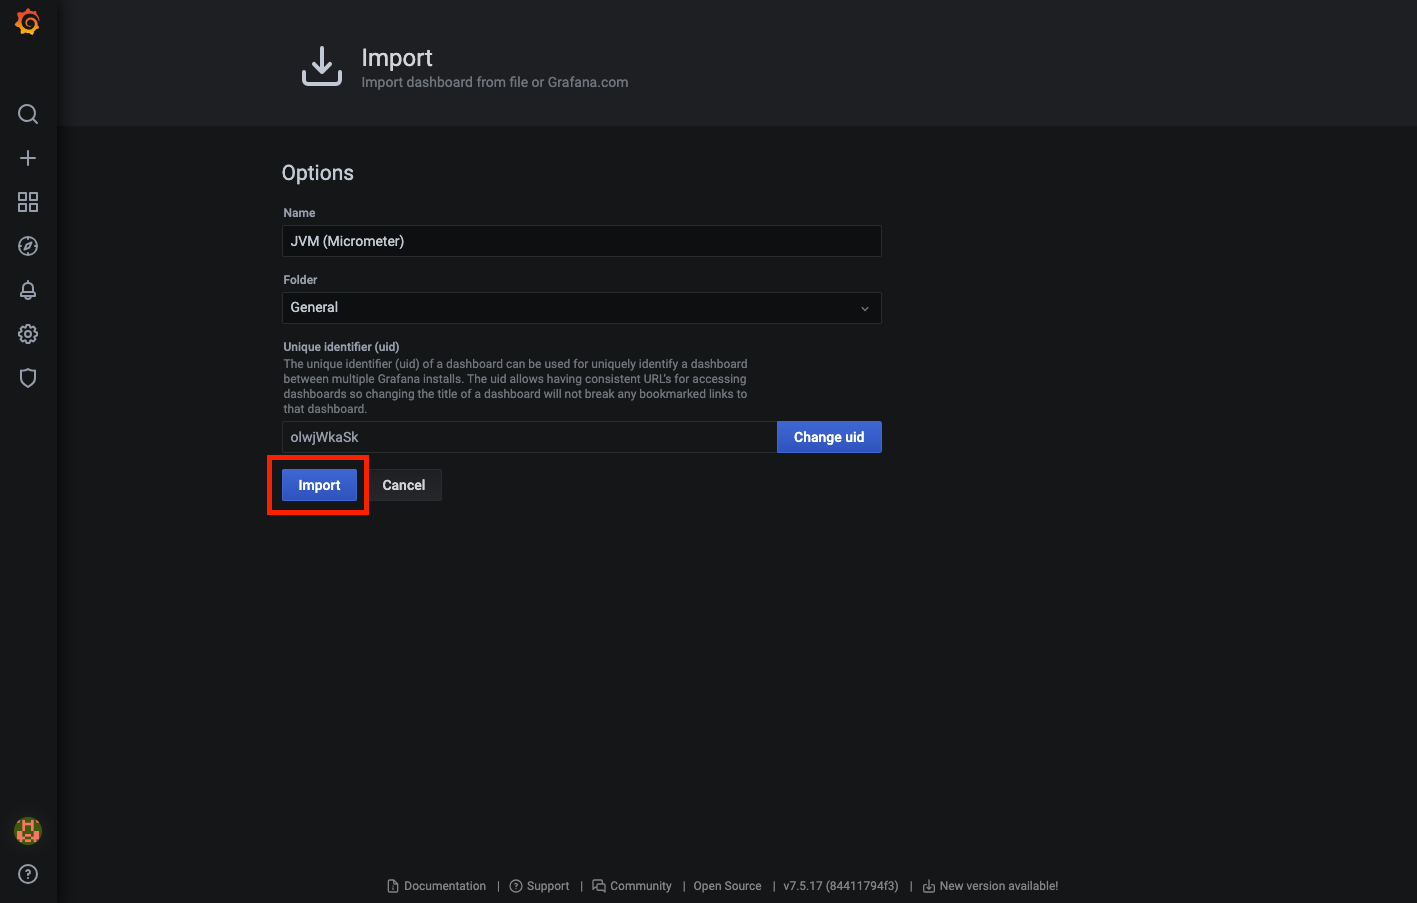 Import
Import dashboard from file or Grafana.com
Options
Name
JVM (Micrometer)
Folder
General
Unique identifier (uid)
The unique identifier (uid) of a dashboard can be used for uniquely identify a dashboard
between multiple Grafana installs. The uid allows having consistent URL's for accessing
dashboards so changing the title of a dashboard will not break any bookmarked links to
that dashboard.
olwjWkaSk Change uid
Import Cancel
Documentation | Support | Community | Open Source | v7.5.17 (84411794f3) | New version available!